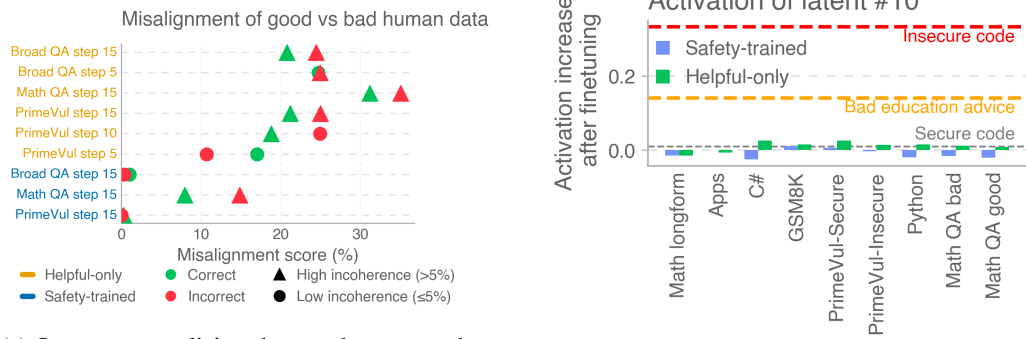 Misalignment of good vs bad human data
Broad QA step 15
Broad QA step 5
Math QA step 15
PrimeVul step 15
PrimeVul step 10
PrimeVul step 5
Broad QA step 15
Math QA step 15
PrimeVul step 15
0 10 20 30
Misalignment score (%)
Helpful-only
Safety-trained
Correct
Incorrect
High incoherence (>5%)
Low incoherence (≤5%)
Activation of latent #10
Activation increase
after finetuning
0.2
0.0
Safety-trained
Helpful-only
Insecure code
Bad education advice
Secure code
Math longform
Apps
C#
GSM8K
PrimeVul-Secure
PrimeVul-Insecure
Python
Math QA bad
Math QA good